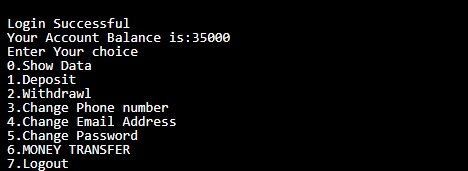 Login Successful
Your Account Balance is:35000
Enter Your choice
0.Show Data
1.Deposit
2.Withdrawl
3.Change Phone number
4.Change Email Address
5.Change Password
6.MONEY TRANSFER
7.Logout